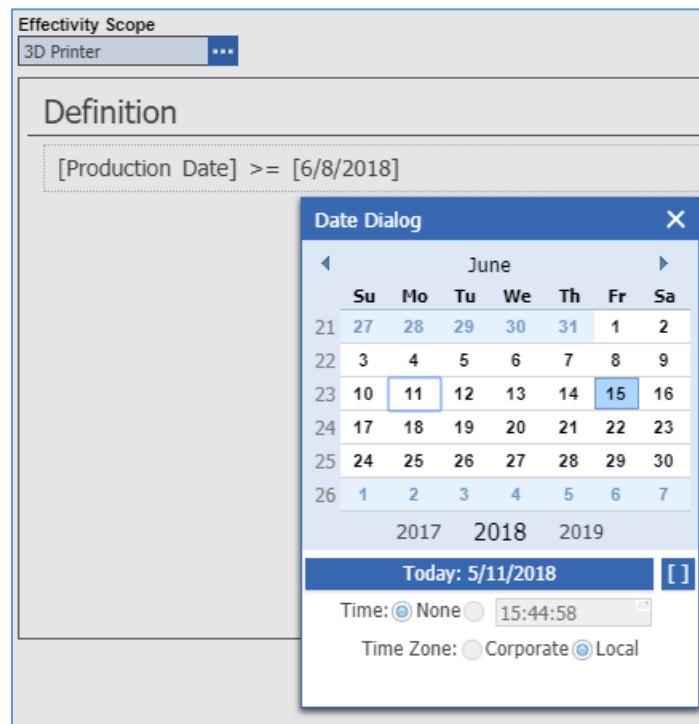 Effectivity Scope
3D Printer
Definition
[Production Date] >= [6/8/2018]
Date Dialog
June
Su Mo Tu We Th Fr Sa
21 27 28 29 30 31 1 2
22 3 4 5 6 7 8 9
23 10 11 12 13 14 15 16
24 17 18 19 20 21 22 23
25 24 25 26 27 28 29 30
26 1 2 3 4 5 6 7
2017 2018 2019
Today: 5/11/2018 [ ]
Time: None 15:44:58
Time Zone: Corporate Local